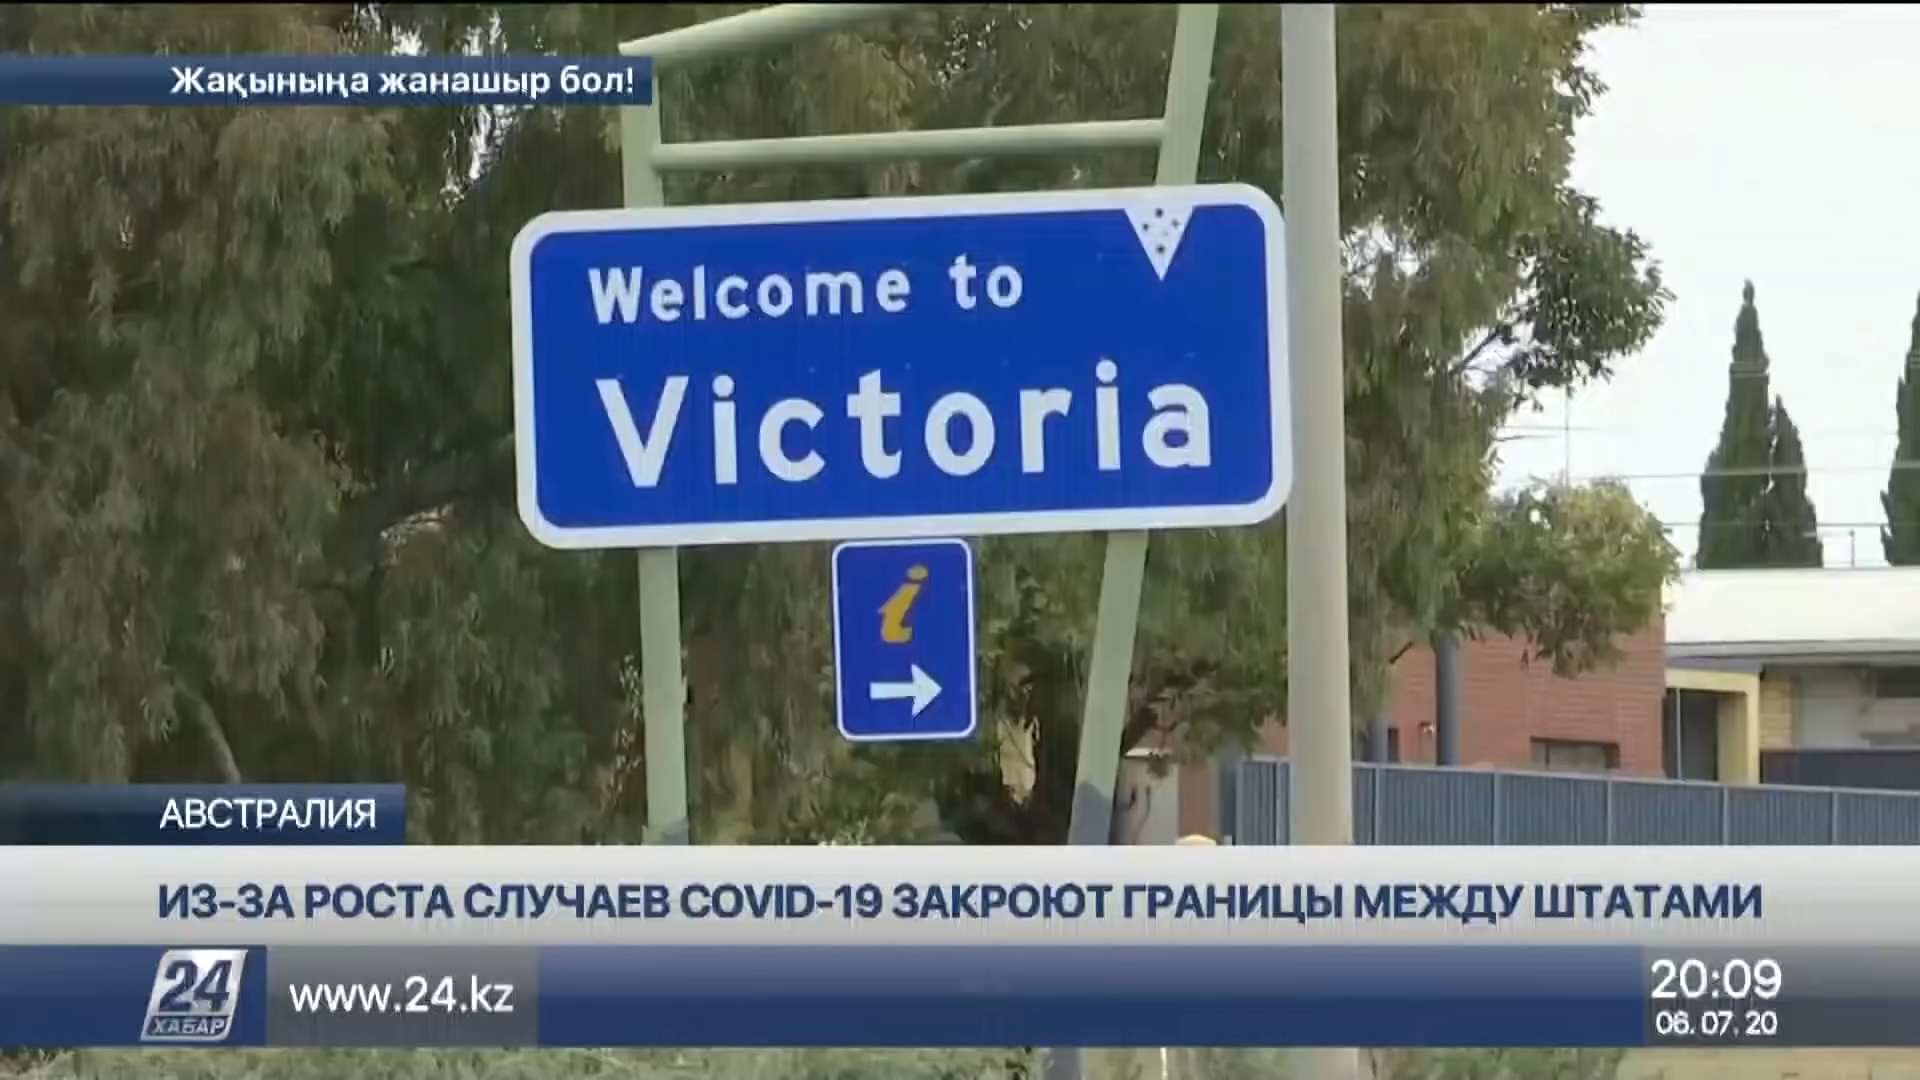 Жақыныңа жанашыр бол!
Welcome to
Victoria
i
АВСТРАЛИЯ
ИЗ-ЗА РОСТА СЛУЧАЕВ COVID-19 ЗАКРОЮТ ГРАНИЦЫ МЕЖДУ ШТАТАМИ
24
ХАБАР
www.24.kz
20:09
06.07.20